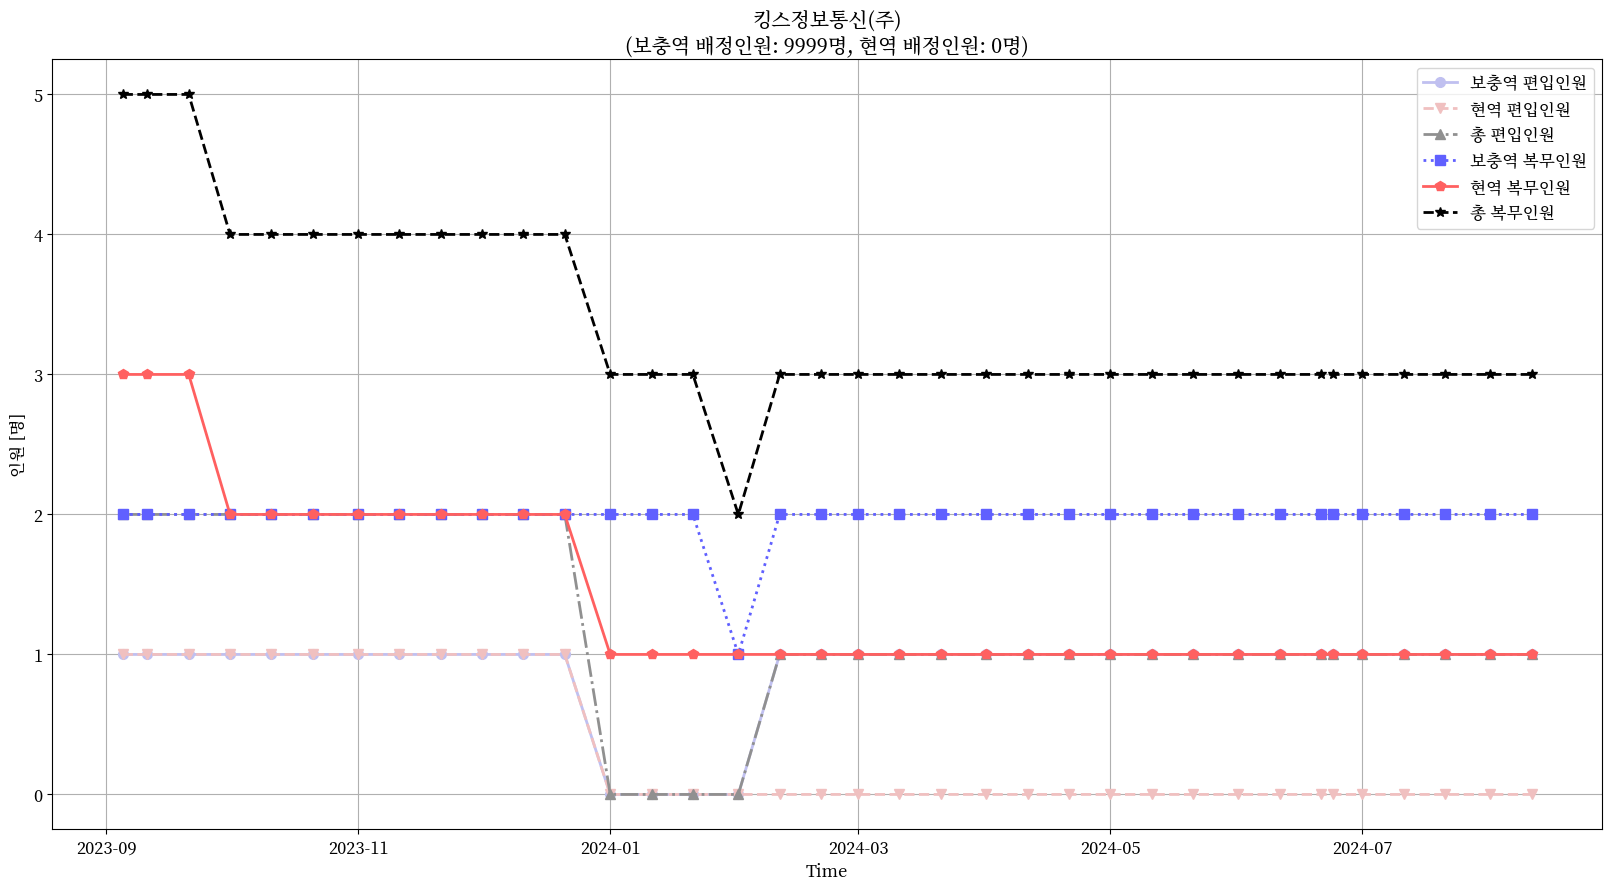 킹스정보통신(주)
(보충역 배정인원: 9999명, 현역 배정인원: 0명)
보충역 편입인원
현역 편입인원
총 편입인원
보충역 복무인원
현역 복무인원
총 복무인원
인원 [명]
5
4
3
2
1
0
2023-09
2023-11
2024-01
2024-03
2024-05
2024-07
Time